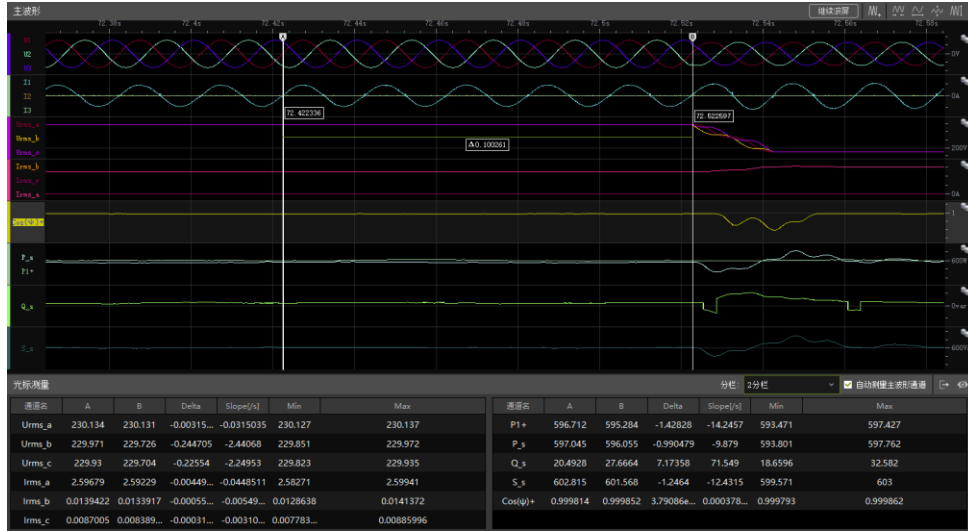 主波形
继续滚屏
72.38s 72.4s 72.42s 72.44s 72.46s 72.48s 72.5s 72.52s 72.54s 72.56s 72.58s
A B
U1
U2
U3
0V
I1
I2
I3
0A
72.422336 72.522597
Urms_a
Urms_b
Urms_c
Δ0.100261
200V
Irms_b
Irms_c
Irms_a
0A
Cos(ψ)+
1
P_s
P1+
600W
Q_s
0var
S_s
600V
光标测量 分栏: 2分栏 自动测量主波形通道
通道名 A B Delta Slope[/s] Min Max
Urms_a 230.134 230.131 -0.00315... -0.0315035 230.127 230.137
Urms_b 229.971 229.726 -0.244705 -2.44068 229.851 229.972
Urms_c 229.93 229.704 -0.22554 -2.24953 229.823 229.935
Irms_a 2.59679 2.59229 -0.00449... -0.0448511 2.58271 2.59941
Irms_b 0.0139422 0.0133917 -0.00055... -0.00549... 0.0128638 0.0141372
Irms_c 0.0087005 0.008389... -0.00031... -0.00310... 0.007783... 0.00885996
通道名 A B Delta Slope[/s] Min Max
P1+ 596.712 595.284 -1.42828 -14.2457 593.471 597.427
P_s 597.045 596.055 -0.990479 -9.879 593.801 597.762
Q_s 20.4928 27.6664 7.17358 71.549 18.6596 32.582
S_s 602.815 601.568 -1.2464 -12.4315 599.571 603
Cos(ψ)+ 0.999814 0.999852 3.79086e... 0.000378... 0.999793 0.999862